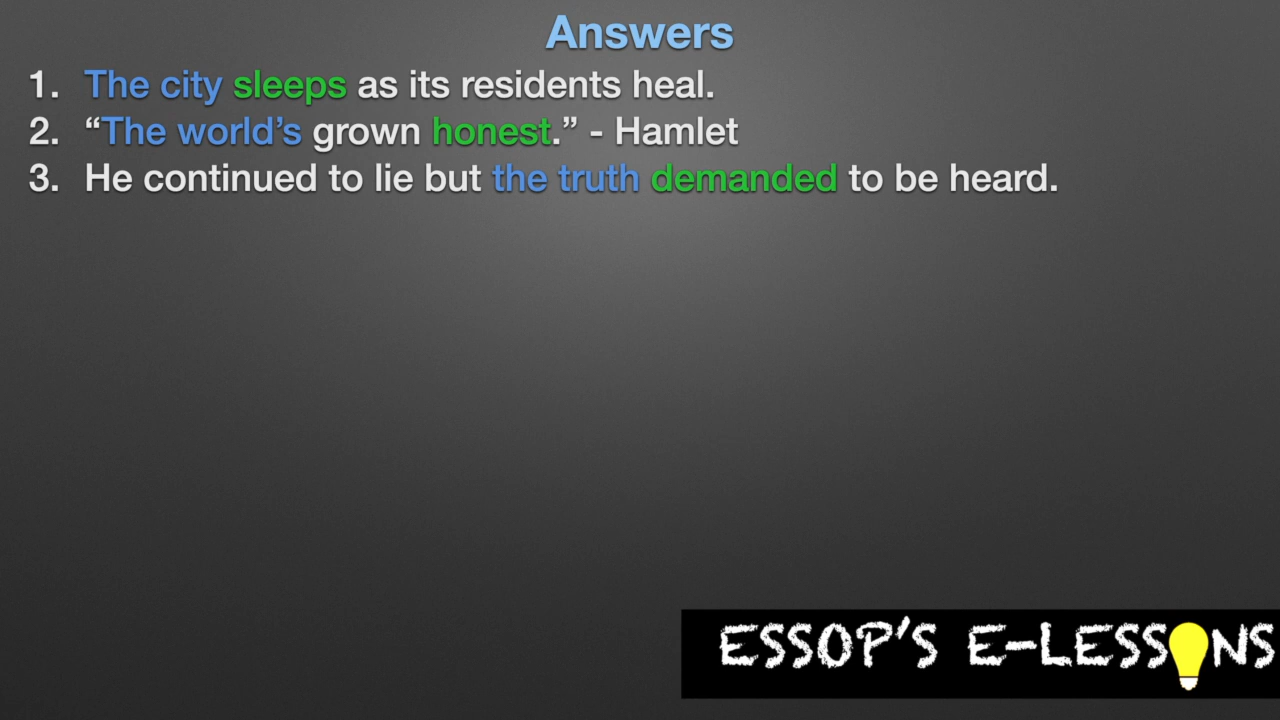 Answers
1. The city sleeps as its residents heal.
2. “The world’s grown honest.” - Hamlet
3. He continued to lie but the truth demanded to be heard.
ESSOP'S E-LESSONS